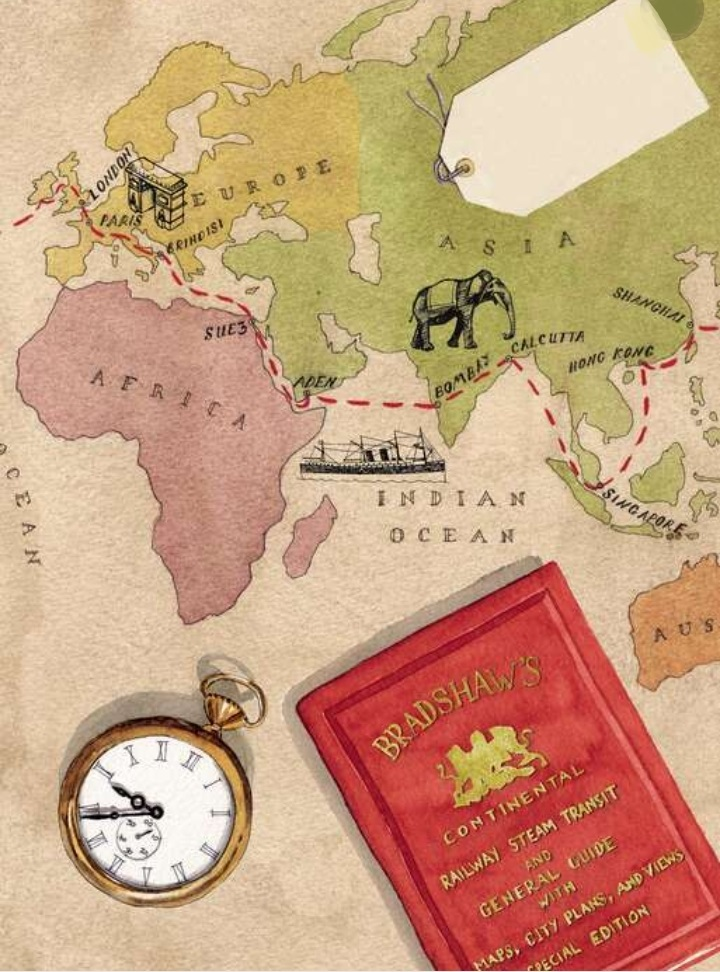 LONDON
EUROPE
PARIS
BRINDISI
ASIA
SHANGHAI
SUEZ
CALCUTTA
HONG KONG
ADEN
BOMBAY
AFRICA
INDIAN
OCEAN
SINGAPORE
OCEAN
AUS
BRADSHAW'S
CONTINENTAL
RAILWAY STEAM TRANSIT
AND
GENERAL GUIDE
WITH
MAPS, CITY PLANS, AND VIEWS
SPECIAL EDITION